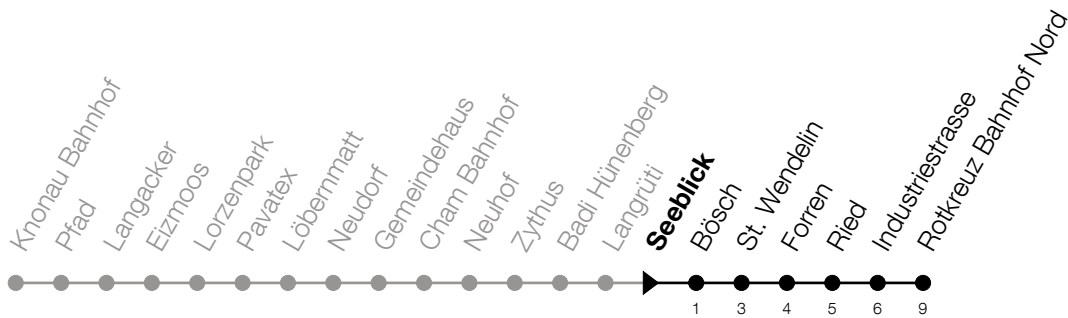 Knonau Bahnhof
Pfad
Langacker
Eizmoos
Lorzenpark
Pavatex
Löbernmatt
Neudorf
Gemeindehaus
Cham Bahnhof
Neuhof
Zythus
Badi Hünenberg
Langrüti
Seeblick
Bösch
St. Wendelin
Forren
Ried
Industriestrasse
Rotkreuz Bahnhof Nord
1 3 4 5 6 9